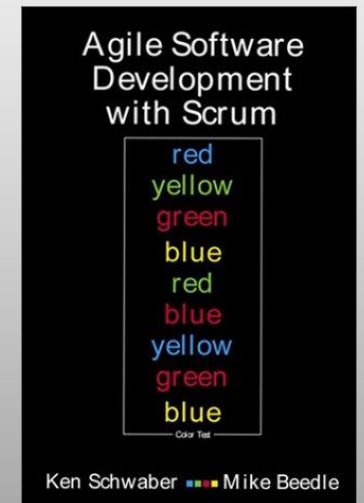 Agile Software
Development
with Scrum
red
yellow
green
blue
red
blue
yellow
green
blue
Color Test
Ken Schwaber Mike Beedle